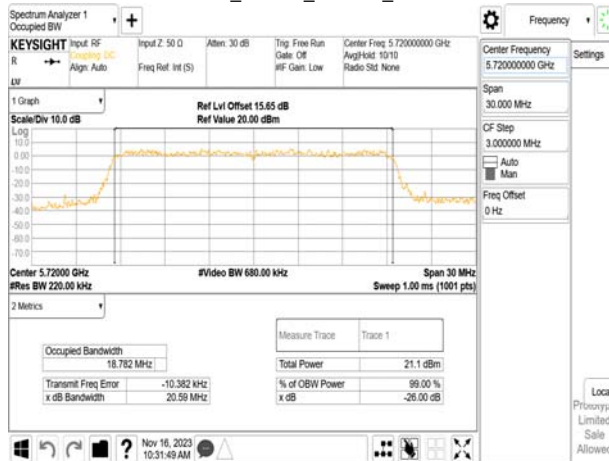 Spectrum Analyzer 1
Occupied BW
Frequency
KEYSIGHT Input: RF Input Z: 50 Ω Atten: 30 dB Trig: Free Run Center Freq: 5.720000000 GHz
R Coupling: DC Gate: Off Avg|Hold: 10/10
Align: Auto Freq Ref: Int (S) #IF Gain: Low Radio Std: None
Center Frequency
5.720000000 GHz
Settings
Span
30.000 MHz
CF Step
3.000000 MHz
Auto
Man
Freq Offset
0 Hz
1 Graph
Ref Lvl Offset 15.65 dB
Scale/Div 10.0 dB Ref Value 20.00 dBm
Log
10.0
0.00
-10.0
-20.0
-30.0
-40.0
-50.0
-60.0
-70.0
Center 5.72000 GHz #Video BW 680.00 kHz Span 30 MHz
#Res BW 220.00 kHz Sweep 1.00 ms (1001 pts)
2 Metrics
Measure Trace Trace 1
Occupied Bandwidth
18.782 MHz Total Power 21.1 dBm
Transmit Freq Error -10.382 kHz % of OBW Power 99.00 %
x dB Bandwidth 20.59 MHz x dB -26.00 dB
Nov 16, 2023
10:31:49 AM
Loca
Limited
Sale
Allowed